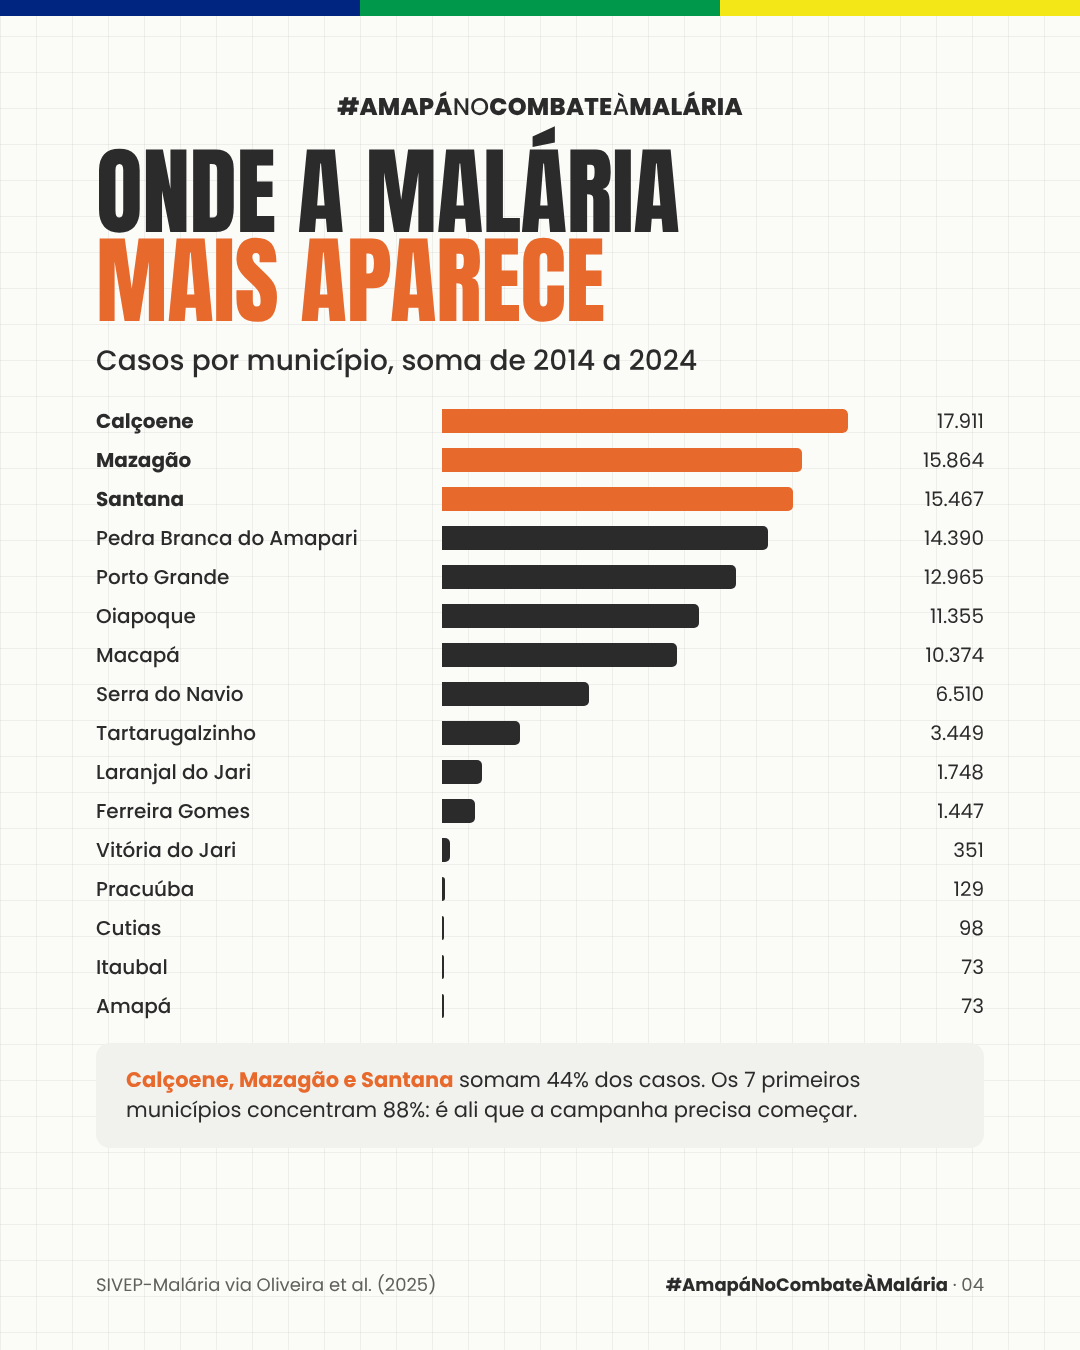 #AMAPÁNOCOMBATEÀMALÁRIA
ONDE A MALÁRIA
MAIS APARECE
Casos por município, soma de 2014 a 2024
Calçoene 17.911
Mazagão 15.864
Santana 15.467
Pedra Branca do Amapari 14.390
Porto Grande 12.965
Oiapoque 11.355
Macapá 10.374
Serra do Navio 6.510
Tartarugalzinho 3.449
Laranjal do Jari 1.748
Ferreira Gomes 1.447
Vitória do Jari 351
Pracuúba 129
Cutias 98
Itaubal 73
Amapá 73
Calçoene, Mazagão e Santana somam 44% dos casos. Os 7 primeiros
municípios concentram 88%: é ali que a campanha precisa começar.
SIVEP-Malária via Oliveira et al. (2025) #AmapáNoCombateÀMalária · 04